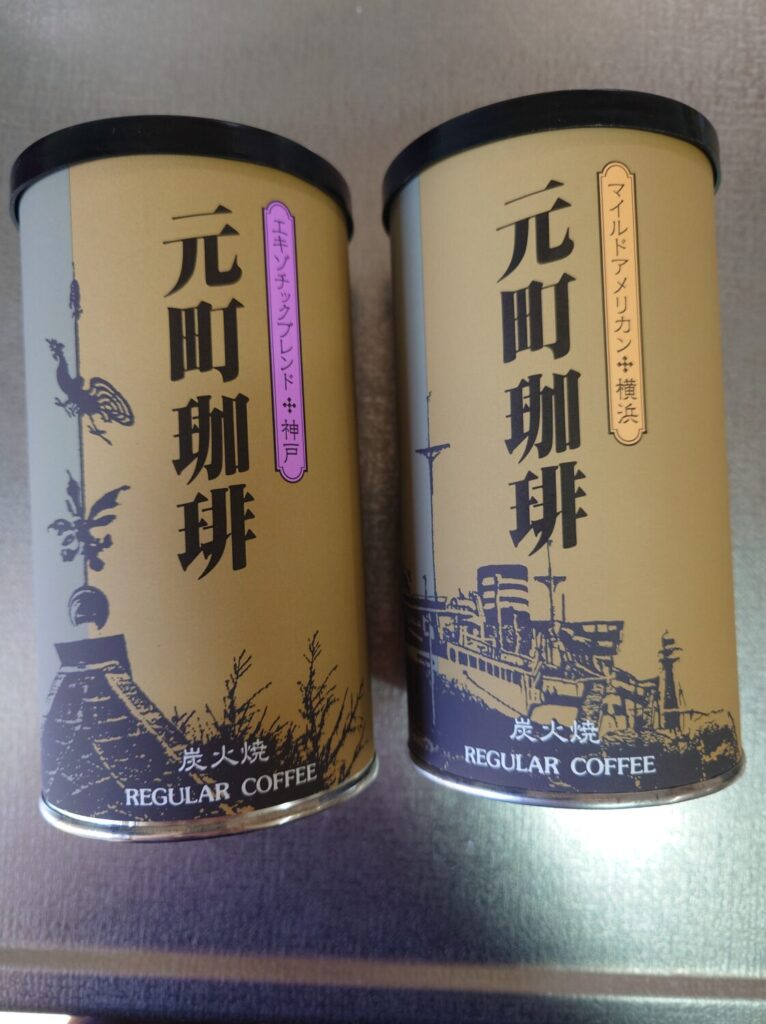 元町珈琲
エキゾチックブレンド✣神戸
炭火焼
REGULAR COFFEE
元町珈琲
マイルドアメリカン✣横浜
炭火焼
REGULAR COFFEE